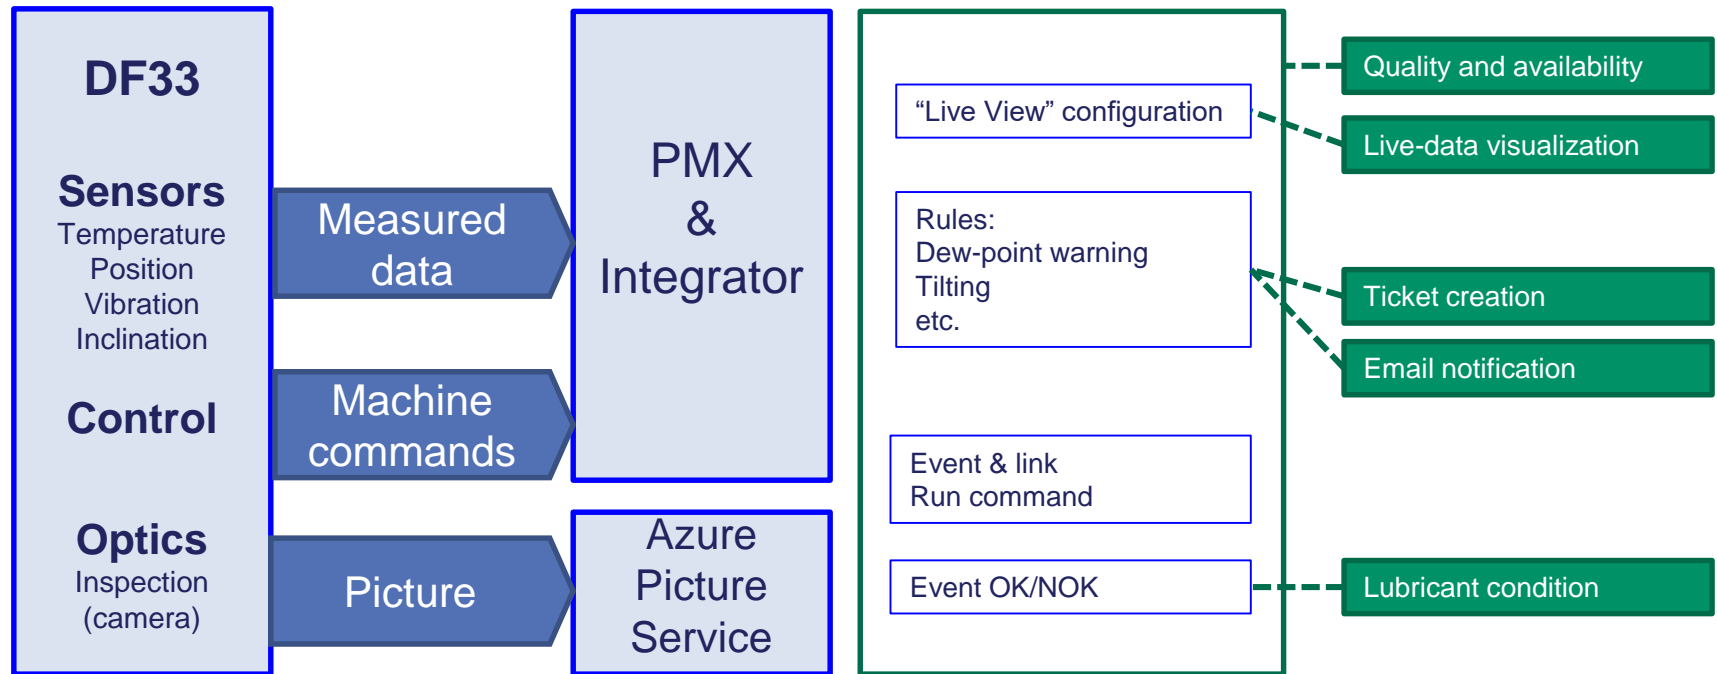 DF33
Sensors
Temperature
Position
Vibration
Inclination
Control
Optics
Inspection
(camera)
Measured
data
Machine
commands
Picture
PMX
&
Integrator
Azure
Picture
Service
“Live View” configuration
Rules:
Dew-point warning
Tilting
etc.
Event & link
Run command
Event OK/NOK
Quality and availability
Live-data visualization
Ticket creation
Email notification
Lubricant condition